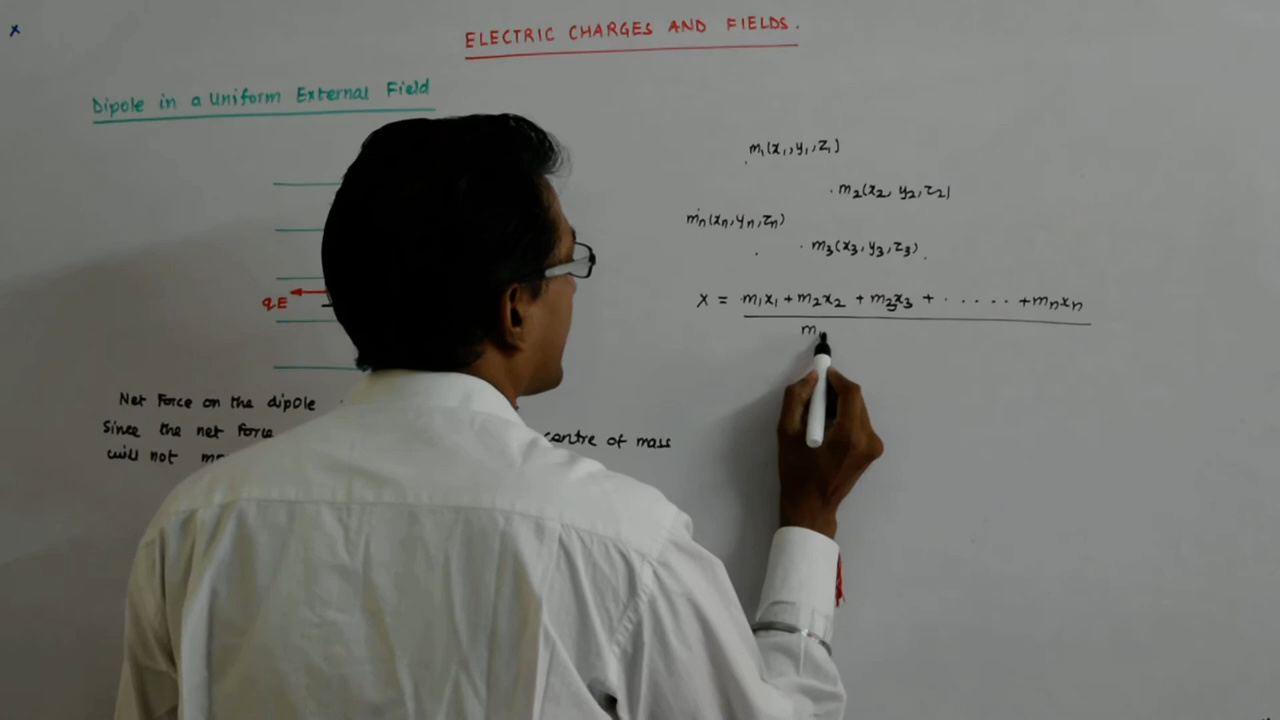 x
ELECTRIC CHARGES AND FIELDS.
Dipole in a Uniform External Field
qE
Net Force on the dipole
Since the net Force centre of mass
will not
m₁(x₁,y₁,z₁)
m₂(x₂, y₂,z₂)
mₙ(xₙ,yₙ,zₙ)
m₃(x₃,y₃,z₃)
X = m₁x₁ + m₂x₂ + m₃x₃ + ..... + mₙxₙ
m